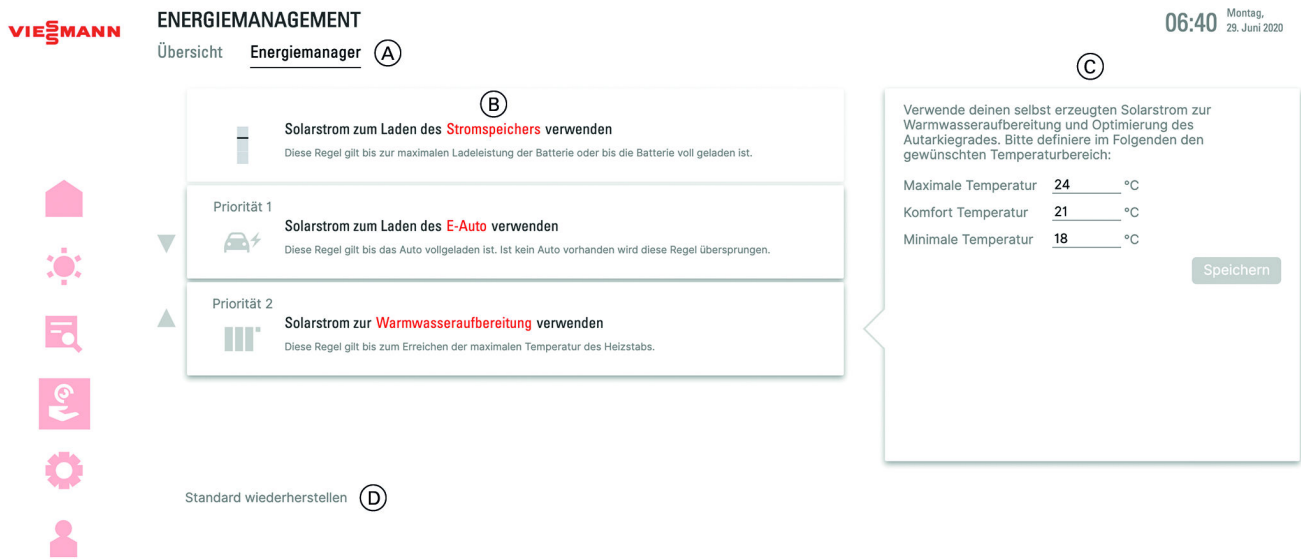 VIESMANN
ENERGIEMANAGEMENT
06:40 Montag,
29. Juni 2020
Übersicht Energiemanager A
B
Solarstrom zum Laden des Stromspeichers verwenden
Diese Regel gilt bis zur maximalen Ladeleistung der Batterie oder bis die Batterie voll geladen ist.
Priorität 1
Solarstrom zum Laden des E-Auto verwenden
Diese Regel gilt bis das Auto vollgeladen ist. Ist kein Auto vorhanden wird diese Regel übersprungen.
Priorität 2
Solarstrom zur Warmwasseraufbereitung verwenden
Diese Regel gilt bis zum Erreichen der maximalen Temperatur des Heizstabs.
C
Verwende deinen selbst erzeugten Solarstrom zur
Warmwasseraufbereitung und Optimierung des
Autarkiegrades. Bitte definiere im Folgenden den
gewünschten Temperaturbereich:
Maximale Temperatur 24 °C
Komfort Temperatur 21 °C
Minimale Temperatur 18 °C
Speichern
Standard wiederherstellen D